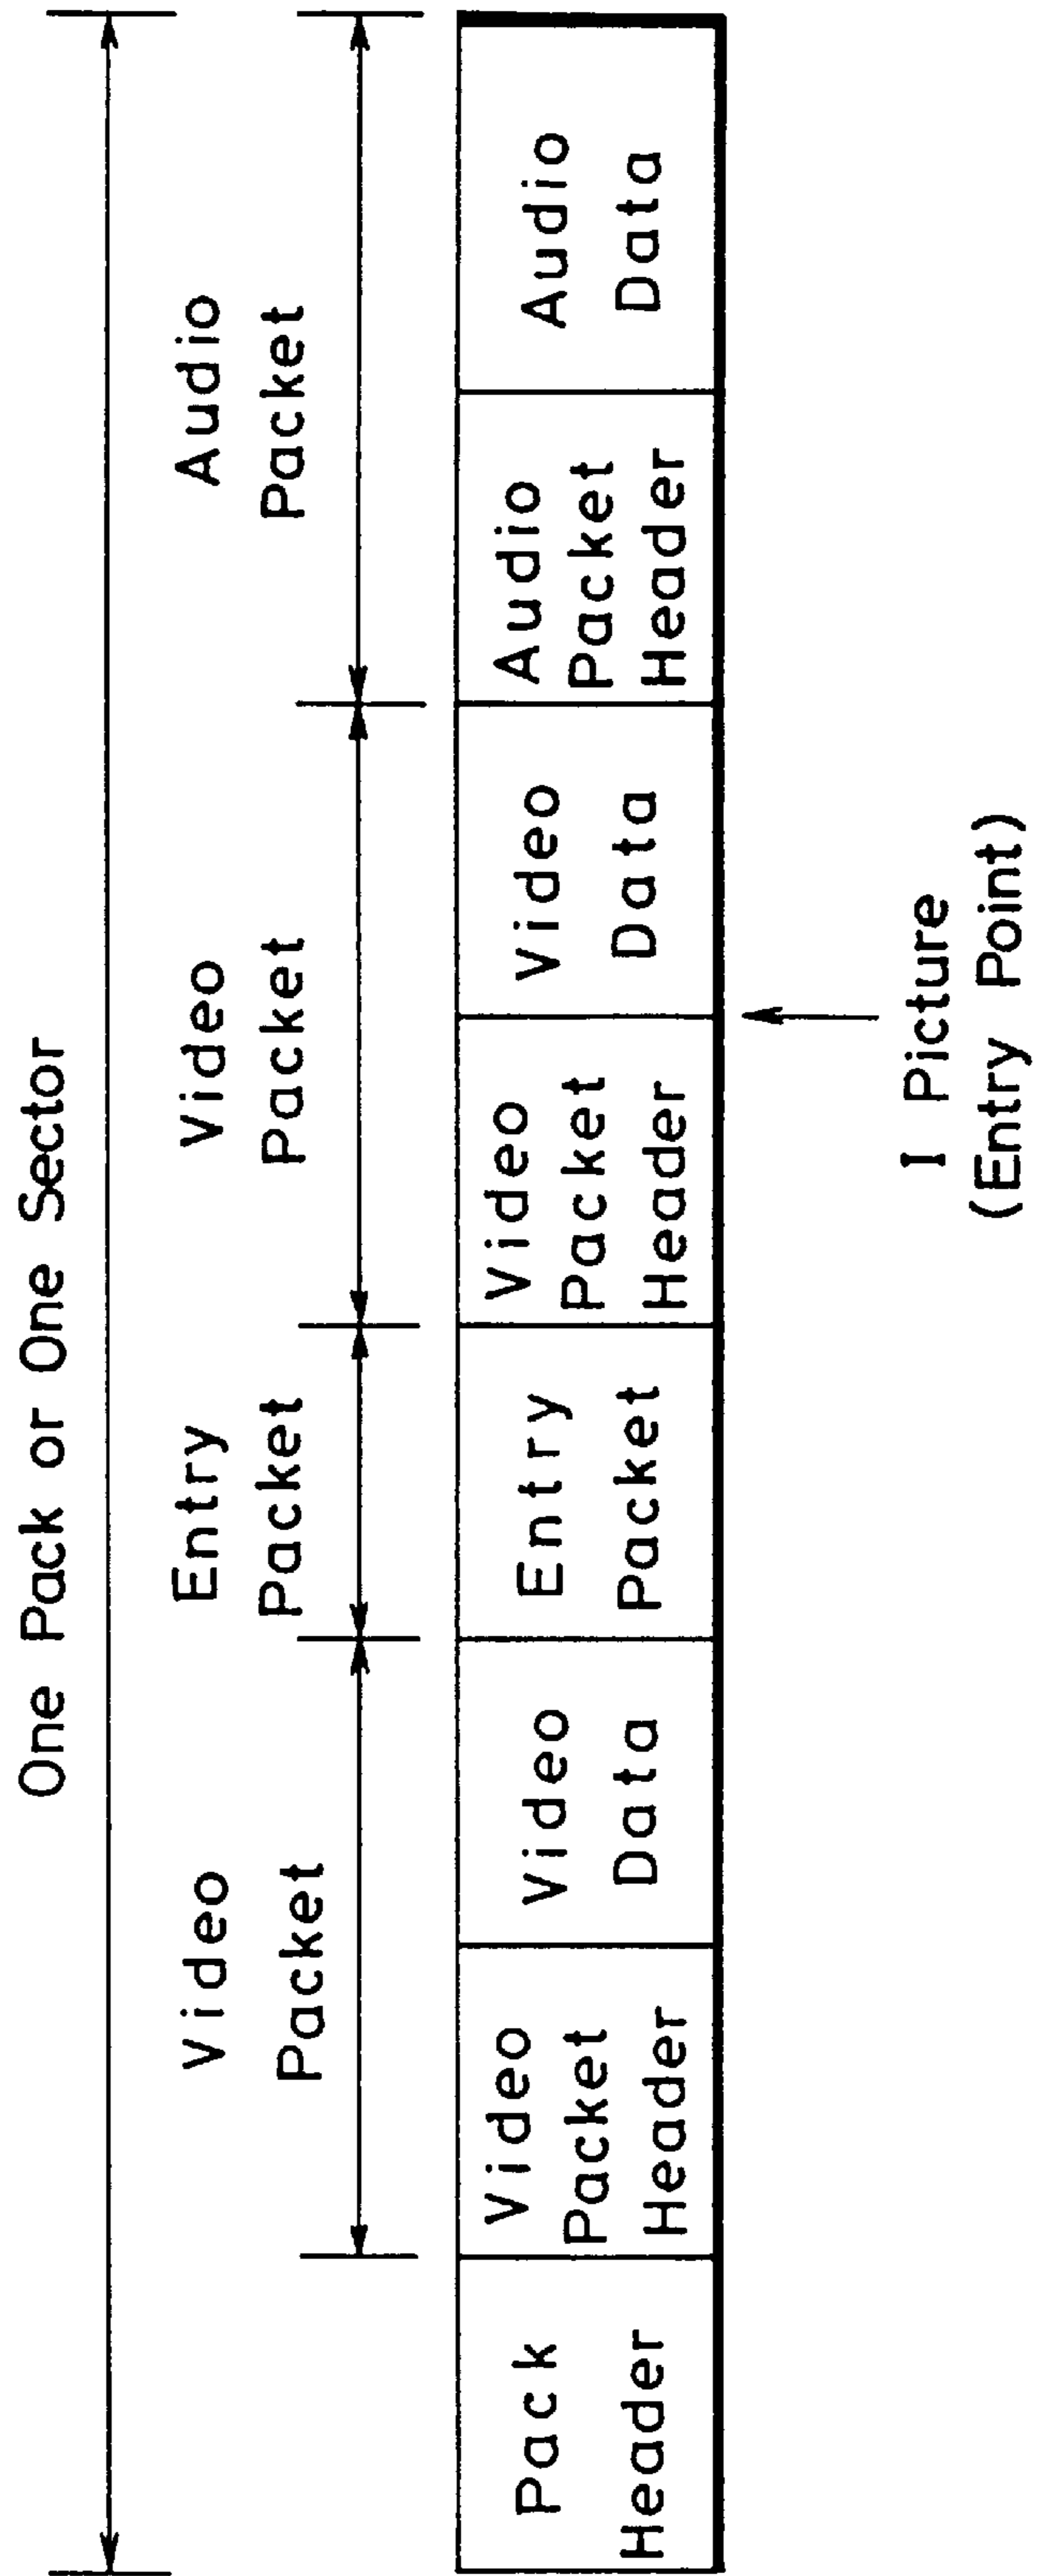 One Pack or One Sector
Video
Packet
Entry
Packet
Video
Packet
Audio
Packet
Pack
Header
Video
Packet
Header
Video
Data
Entry
Packet
Video
Packet
Header
Video
Data
Audio
Packet
Header
Audio
Data
I Picture
(Entry Point)